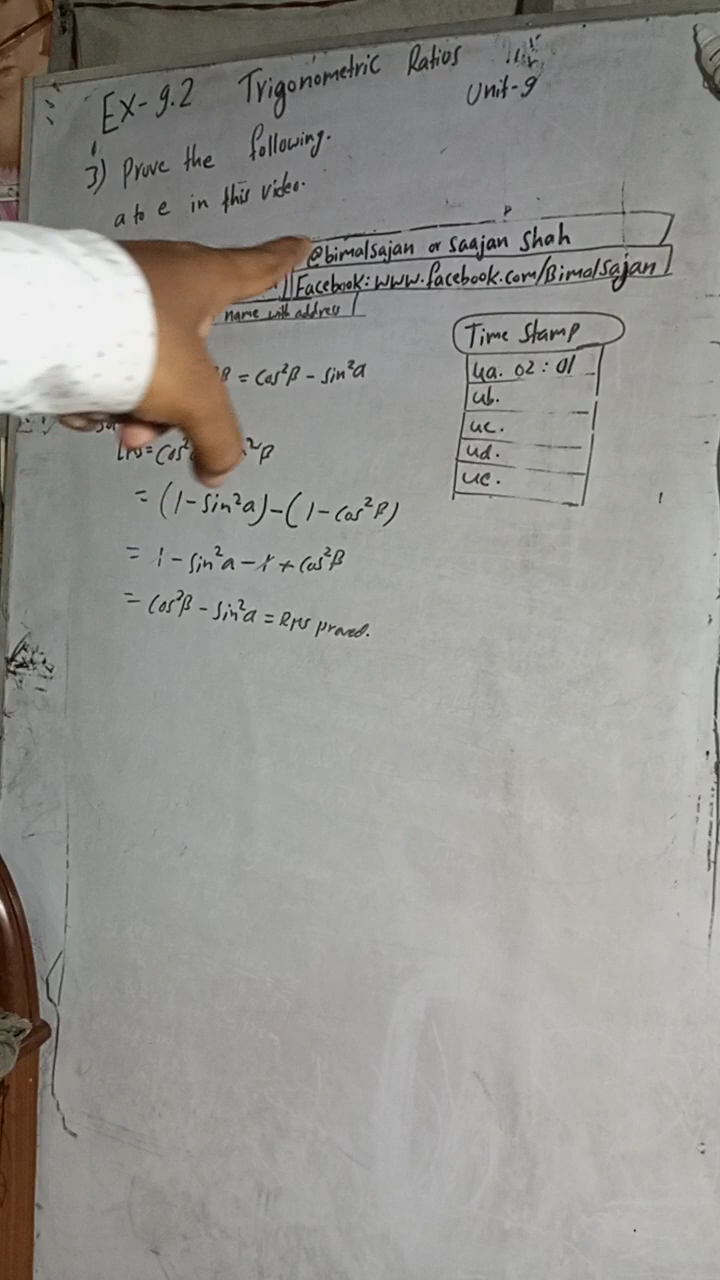 Ex-9.2 Trigonometric Ratios
Unit-9
3) Prove the following.
a to e in this video.
@bimalsajan or Saajan Shah
Facebook: www.facebook.com/Bimalsajan
name with address
β = Cos²β - Sin²a
= (1 - Sin²a) - (1 - Cos²β)
= 1 - Sin²a - 1 + Cos²β
= Cos²β - Sin²a = RHS proved.
Time Stamp
4a. 02:01
4b.
4c.
4d.
4e.